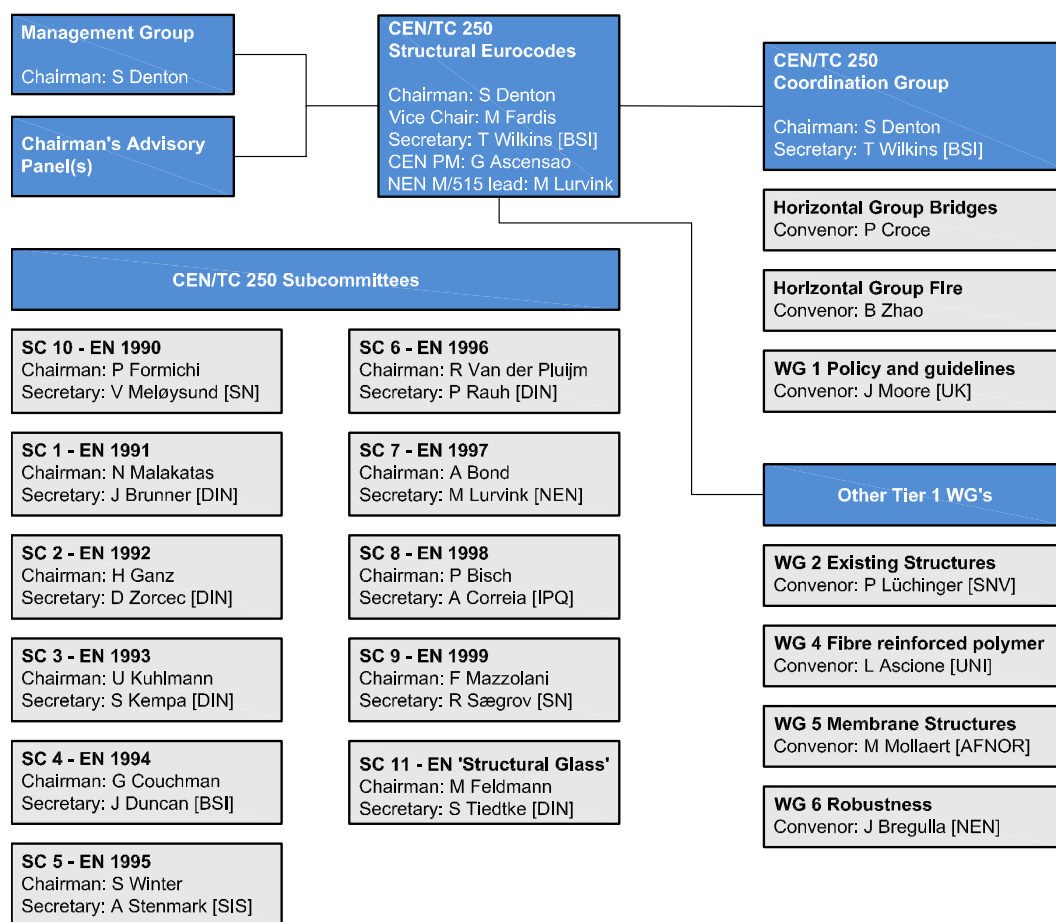 Management Group
Chairman: S Denton
Chairman's Advisory
Panel(s)
CEN/TC 250
Structural Eurocodes
Chairman: S Denton
Vice Chair: M Fardis
Secretary: T Wilkins [BSI]
CEN PM: G Ascensao
NEN M/515 lead: M Lurvink
CEN/TC 250
Coordination Group
Chairman: S Denton
Secretary: T Wilkins [BSI]
Horizontal Group Bridges
Convenor: P Croce
Horizontal Group FIre
Convenor: B Zhao
WG 1 Policy and guidelines
Convenor: J Moore [UK]
CEN/TC 250 Subcommittees
SC 10 - EN 1990
Chairman: P Formichi
Secretary: V Meløysund [SN]
SC 1 - EN 1991
Chairman: N Malakatas
Secretary: J Brunner [DIN]
SC 2 - EN 1992
Chairman: H Ganz
Secretary: D Zorcec [DIN]
SC 3 - EN 1993
Chairman: U Kuhlmann
Secretary: S Kempa [DIN]
SC 4 - EN 1994
Chairman: G Couchman
Secretary: J Duncan [BSI]
SC 5 - EN 1995
Chairman: S Winter
Secretary: A Stenmark [SIS]
SC 6 - EN 1996
Chairman: R Van der Pluijm
Secretary: P Rauh [DIN]
SC 7 - EN 1997
Chairman: A Bond
Secretary: M Lurvink [NEN]
SC 8 - EN 1998
Chairman: P Bisch
Secretary: A Correia [IPQ]
SC 9 - EN 1999
Chairman: F Mazzolani
Secretary: R Sægrov [SN]
SC 11 - EN 'Structural Glass'
Chairman: M Feldmann
Secretary: S Tiedtke [DIN]
Other Tier 1 WG's
WG 2 Existing Structures
Convenor: P Lüchinger [SNV]
WG 4 Fibre reinforced polymer
Convenor: L Ascione [UNI]
WG 5 Membrane Structures
Convenor: M Mollaert [AFNOR]
WG 6 Robustness
Convenor: J Bregulla [NEN]